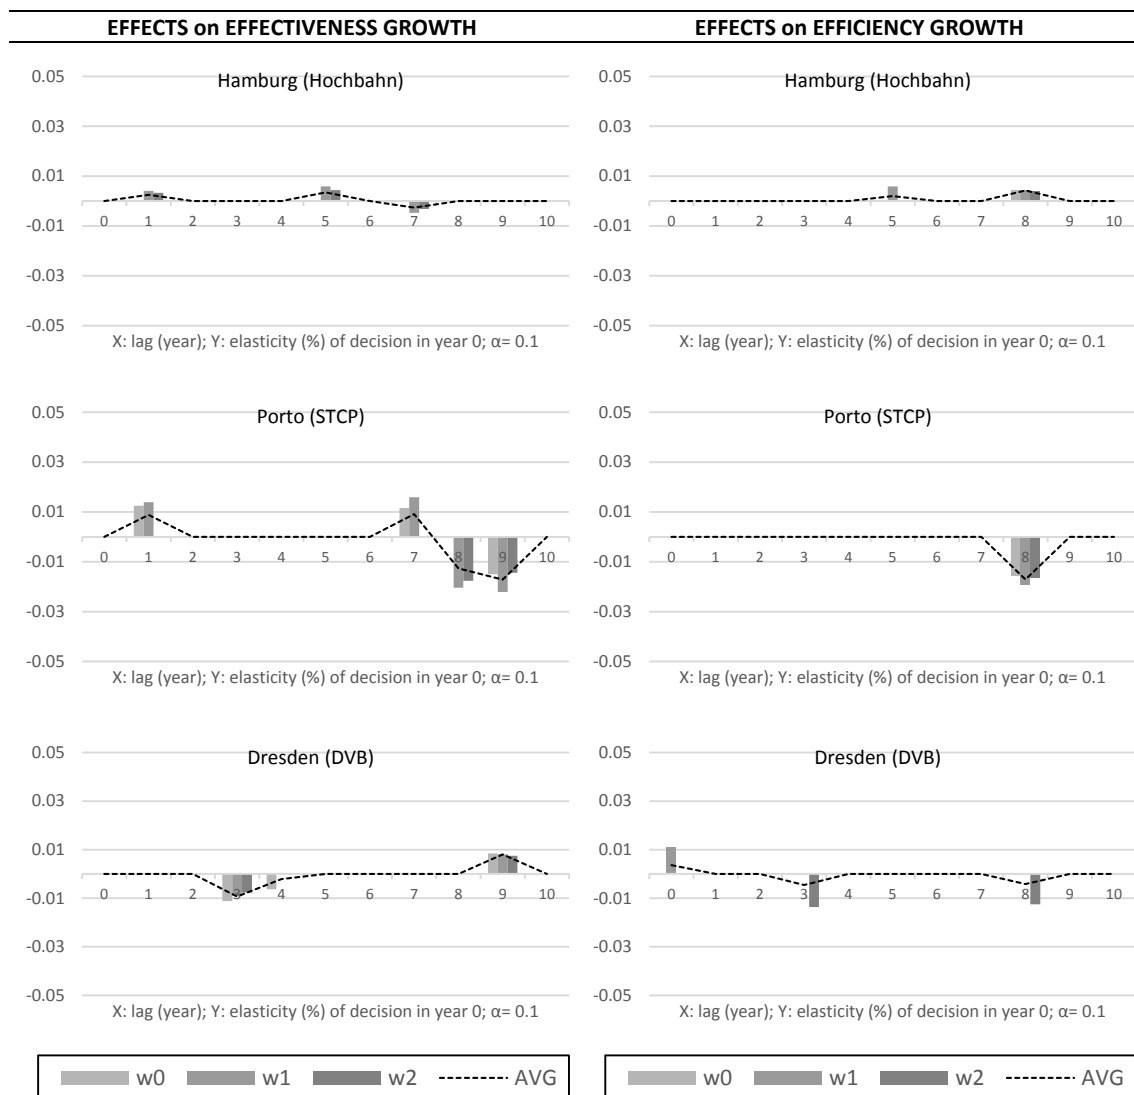 EFFECTS on EFFECTIVENESS GROWTH
EFFECTS on EFFICIENCY GROWTH
Hamburg (Hochbahn)
0.05
0.03
0.01
-0.01
-0.03
-0.05
0 1 2 3 4 5 6 7 8 9 10
X: lag (year); Y: elasticity (%) of decision in year 0; α= 0.1
Hamburg (Hochbahn)
0.05
0.03
0.01
-0.01
-0.03
-0.05
0 1 2 3 4 5 6 7 8 9 10
X: lag (year); Y: elasticity (%) of decision in year 0; α= 0.1
Porto (STCP)
0.05
0.03
0.01
-0.01
-0.03
-0.05
0 1 2 3 4 5 6 7 8 9 10
X: lag (year); Y: elasticity (%) of decision in year 0; α= 0.1
Porto (STCP)
0.05
0.03
0.01
-0.01
-0.03
-0.05
0 1 2 3 4 5 6 7 8 9 10
X: lag (year); Y: elasticity (%) of decision in year 0; α= 0.1
Dresden (DVB)
0.05
0.03
0.01
-0.01
-0.03
-0.05
0 1 2 3 4 5 6 7 8 9 10
X: lag (year); Y: elasticity (%) of decision in year 0; α= 0.1
Dresden (DVB)
0.05
0.03
0.01
-0.01
-0.03
-0.05
0 1 2 3 4 5 6 7 8 9 10
X: lag (year); Y: elasticity (%) of decision in year 0; α= 0.1
w0 w1 w2 AVG
w0 w1 w2 AVG